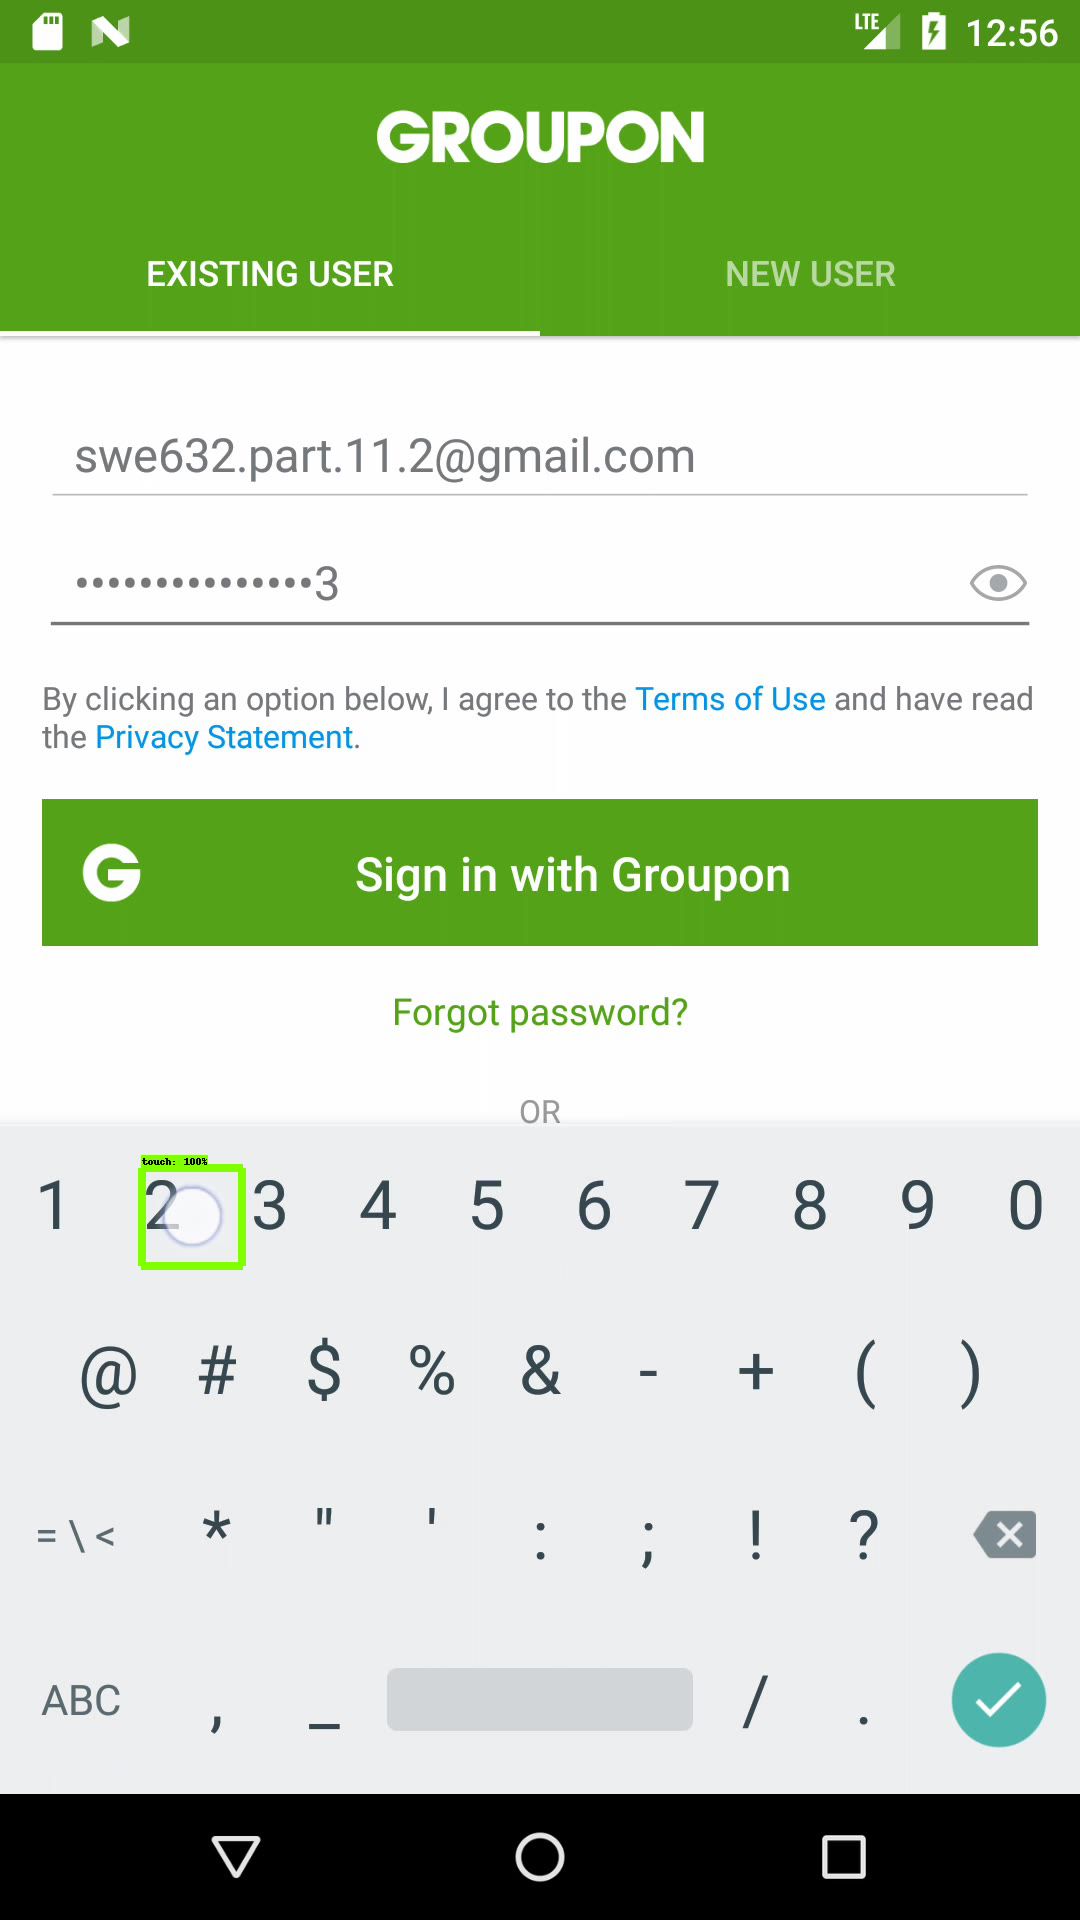 LTE 12:56
GROUPON
EXISTING USER NEW USER
swe632.part.11.2@gmail.com
•••••••••••••••3
By clicking an option below, I agree to the Terms of Use and have read
the Privacy Statement.
G Sign in with Groupon
Forgot password?
OR
touch: 100%
1 2 3 4 5 6 7 8 9 0
@ # $ % & - + ( )
= \ < * " ' : ; ! ?
ABC , _ / .